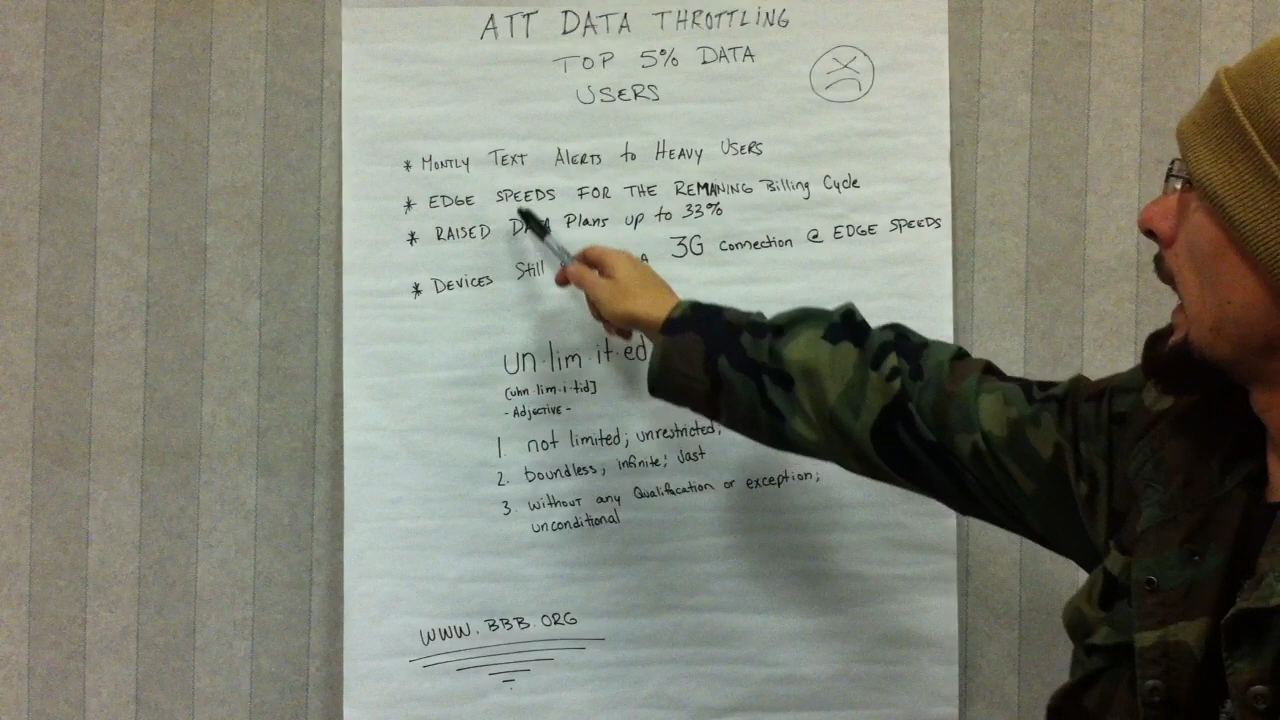 ATT DATA THROTTLING
TOP 5% DATA
USERS
* MONTLY TEXT ALERTS to HEAVY USERS
* EDGE SPEEDS FOR THE REMANING Billing Cycle
* RAISED DATA Plans up to 33%
* DEVICES Still A 3G connection @ EDGE SPEEDS
un·lim·it·ed
[uhn·lim·i·tid]
- Adjective -
1. not limited; unrestricted;
2. boundless; infinite; vast
3. without any Qualifacation or exception;
unconditional
WWW.BBB.ORG